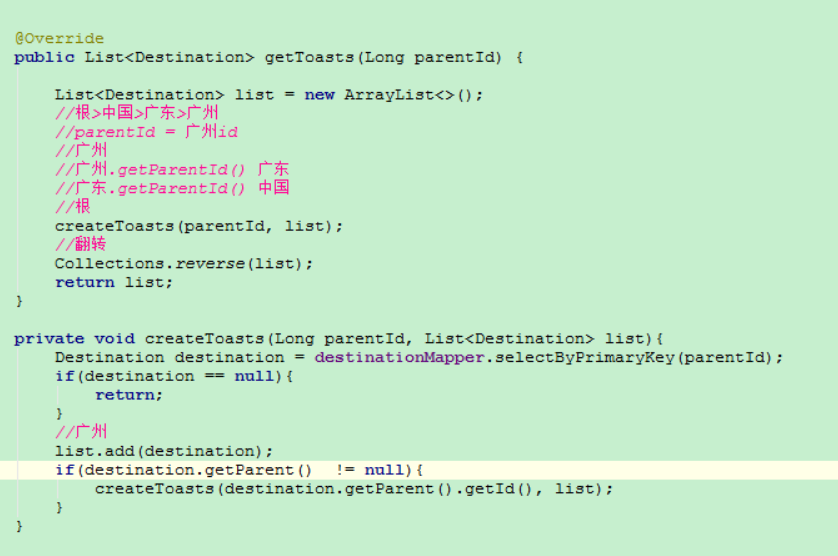 @Override
public List<Destination> getToasts(Long parentId) {
List<Destination> list = new ArrayList<>();
//根>中国>广东>广州
//parentId = 广州id
//广州
//广州.getParentId() 广东
//广东.getParentId() 中国
//根
createToasts(parentId, list);
//翻转
Collections.reverse(list);
return list;
}
private void createToasts(Long parentId, List<Destination> list){
Destination destination = destinationMapper.selectByPrimaryKey(parentId);
if(destination == null){
return;
}
//广州
list.add(destination);
if(destination.getParent()  != null){
createToasts(destination.getParent().getId(), list);
}
}